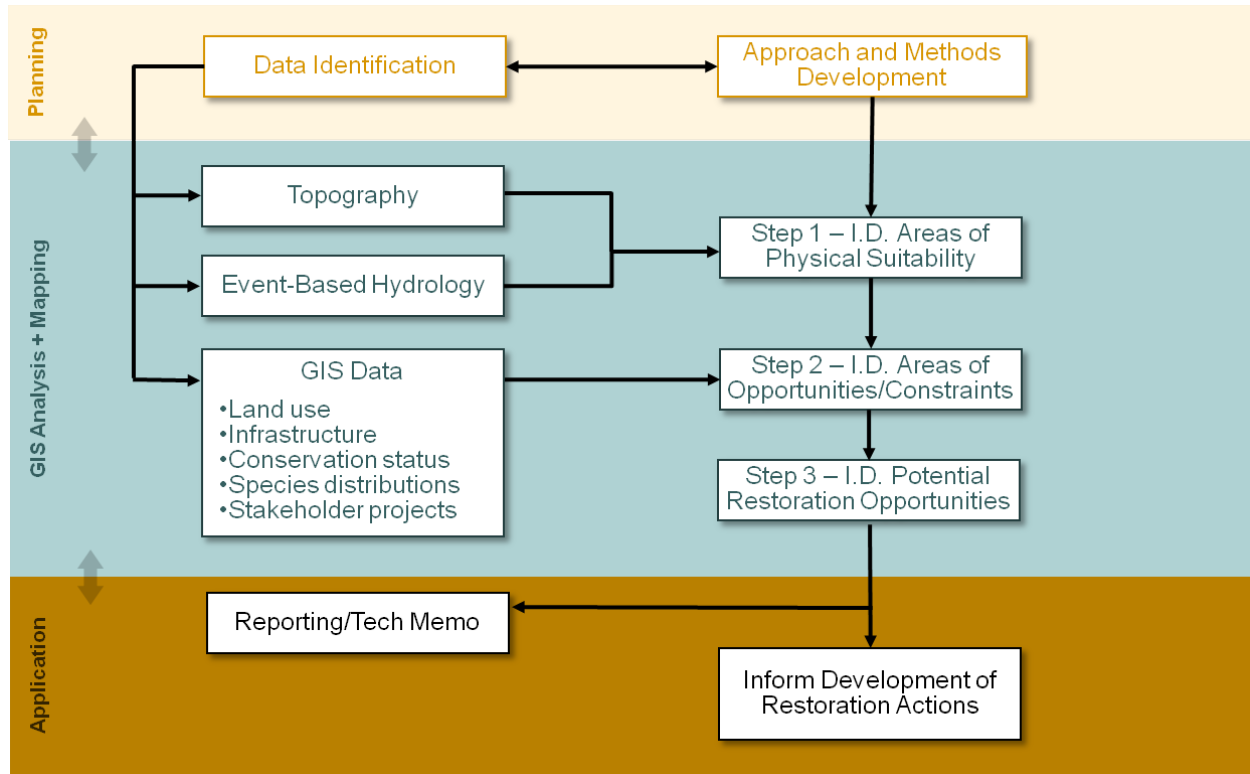 Planning
Data Identification
Approach and Methods
Development
GIS Analysis + Mapping
Topography
Event-Based Hydrology
GIS Data
•Land use
•Infrastructure
•Conservation status
•Species distributions
•Stakeholder projects
Step 1 – I.D. Areas of
Physical Suitability
Step 2 – I.D. Areas of
Opportunities/Constraints
Step 3 – I.D. Potential
Restoration Opportunities
Application
Reporting/Tech Memo
Inform Development of
Restoration Actions